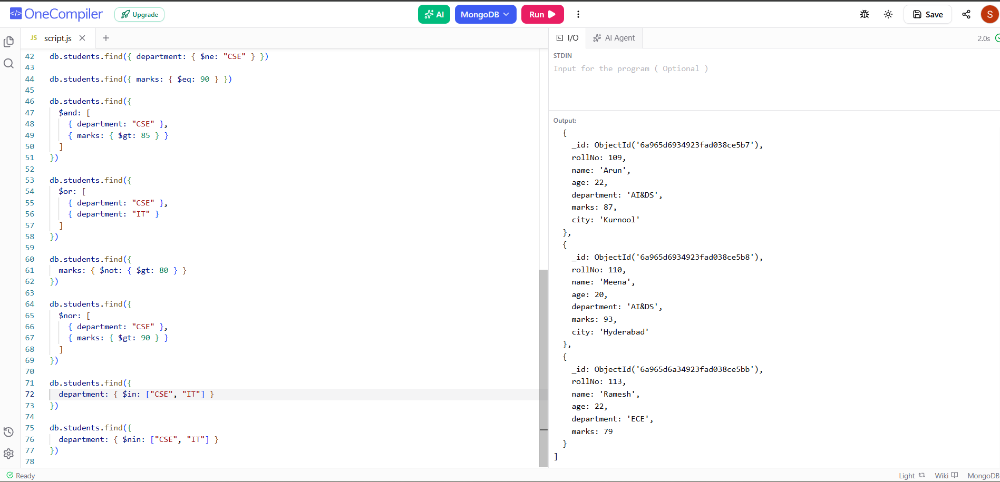 </> OneCompiler
Upgrade
AI
MongoDB
Run
Save
S
JS script.js
I/O
AI Agent
2.0s
42 db.students.find({ department: { $ne: "CSE" } })
43
44 db.students.find({ marks: { $eq: 90 } })
45
46 db.students.find({
47 $and: [
48 { department: "CSE" },
49 { marks: { $gt: 85 } }
50 ]
51 })
52
53 db.students.find({
54 $or: [
55 { department: "CSE" },
56 { department: "IT" }
57 ]
58 })
59
60 db.students.find({
61 marks: { $not: { $gt: 80 } }
62 })
63
64 db.students.find({
65 $nor: [
66 { department: "CSE" },
67 { marks: { $gt: 90 } }
68 ]
69 })
70
71 db.students.find({
72 department: { $in: ["CSE", "IT"] }
73 })
74
75 db.students.find({
76 department: { $nin: ["CSE", "IT"] }
77 })
78
STDIN
Input for the program ( Optional )
Output:
{
_id: ObjectId('6a965d6934923fad038ce5b7'),
rollNo: 109,
name: 'Arun',
age: 22,
department: 'AI&DS',
marks: 87,
city: 'Kurnool'
},
{
_id: ObjectId('6a965d6934923fad038ce5b8'),
rollNo: 110,
name: 'Meena',
age: 20,
department: 'AI&DS',
marks: 93,
city: 'Hyderabad'
},
{
_id: ObjectId('6a965d6a34923fad038ce5bb'),
rollNo: 113,
name: 'Ramesh',
age: 22,
department: 'ECE',
marks: 79
}
]
Ready
Light
Wiki
MongoDB